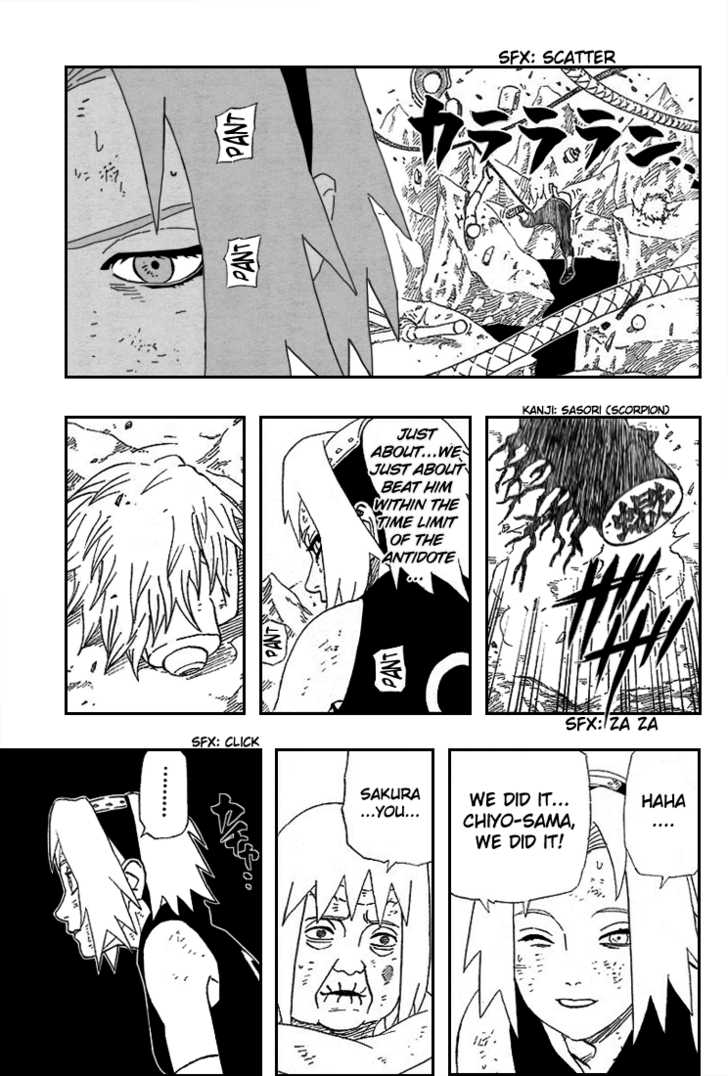 SFX: SCATTER
カラララン...
PANT
PANT
KANJI: SASORI (SCORPION)
蠍
SFX: ZA ZA
JUST
ABOUT...WE
JUST ABOUT
BEAT HIM
WITHIN THE
TIME LIMIT
OF THE
ANTIDOTE
...
PANT
PANT
HAHA
....
WE DID IT...
CHIYO-SAMA,
WE DID IT!
SAKURA
...YOU...
SFX: CLICK
........